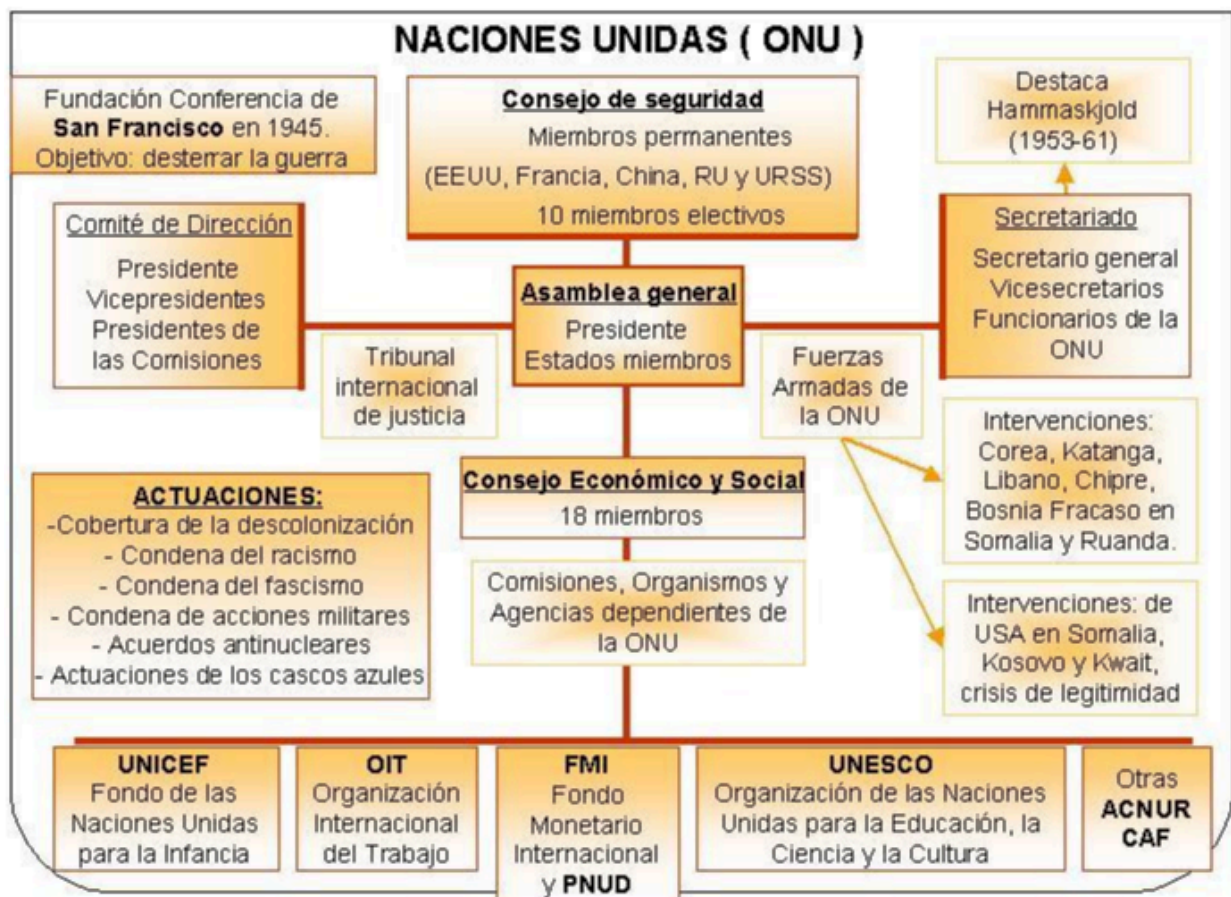 NACIONES UNIDAS ( ONU )
Fundación Conferencia de
San Francisco en 1945.
Objetivo: desterrar la guerra
Consejo de seguridad
Miembros permanentes
(EEUU, Francia, China, RU y URSS)
10 miembros electivos
Destaca
Hammaskjold
(1953-61)
Comité de Dirección
Presidente
Vicepresidentes
Presidentes de
las Comisiones
Asamblea general
Presidente
Estados miembros
Secretariado
Secretario general
Vicesecretarios
Funcionarios de la
ONU
Tribunal
internacional
de justicia
Fuerzas
Armadas de
la ONU
Intervenciones:
Corea, Katanga,
Libano, Chipre,
Bosnia Fracaso en
Somalia y Ruanda.
Consejo Económico y Social
18 miembros
ACTUACIONES:
-Cobertura de la descolonización
- Condena del racismo
- Condena del fascismo
- Condena de acciones militares
- Acuerdos antinucleares
- Actuaciones de los cascos azules
Comisiones, Organismos y
Agencias dependientes de
la ONU
Intervenciones: de
USA en Somalia,
Kosovo y Kwait,
crisis de legitimidad
UNICEF
Fondo de las
Naciones Unidas
para la Infancia
OIT
Organización
Internacional
del Trabajo
FMI
Fondo
Monetario
Internacional
y PNUD
UNESCO
Organización de las Naciones
Unidas para la Educación, la
Ciencia y la Cultura
Otras
ACNUR
CAF